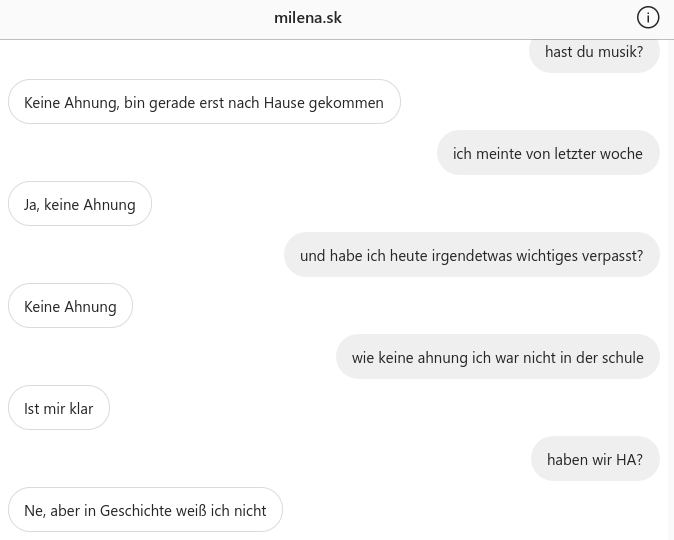 milena.sk
hast du musik?
Keine Ahnung, bin gerade erst nach Hause gekommen
ich meinte von letzter woche
Ja, keine Ahnung
und habe ich heute irgendetwas wichtiges verpasst?
Keine Ahnung
wie keine ahnung ich war nicht in der schule
Ist mir klar
haben wir HA?
Ne, aber in Geschichte weiß ich nicht